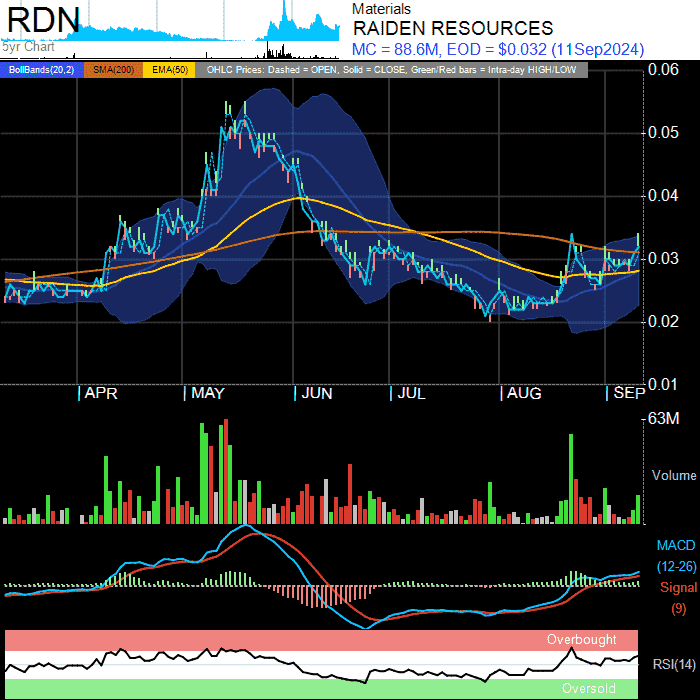 RDN
5yr Chart
Materials
RAIDEN RESOURCES
MC = 88.6M, EOD = $0.032 (11Sep2024)
BollBands(20,2) SMA(200) EMA(50) OHLC Prices: Dashed = OPEN, Solid = CLOSE, Green/Red bars = Intra-day HIGH/LOW
0.06
0.05
0.04
0.03
0.02
0.01
APR MAY JUN JUL AUG SEP
63M
Volume
MACD
(12-26)
Signal
(9)
Overbought
RSI(14)
Oversold